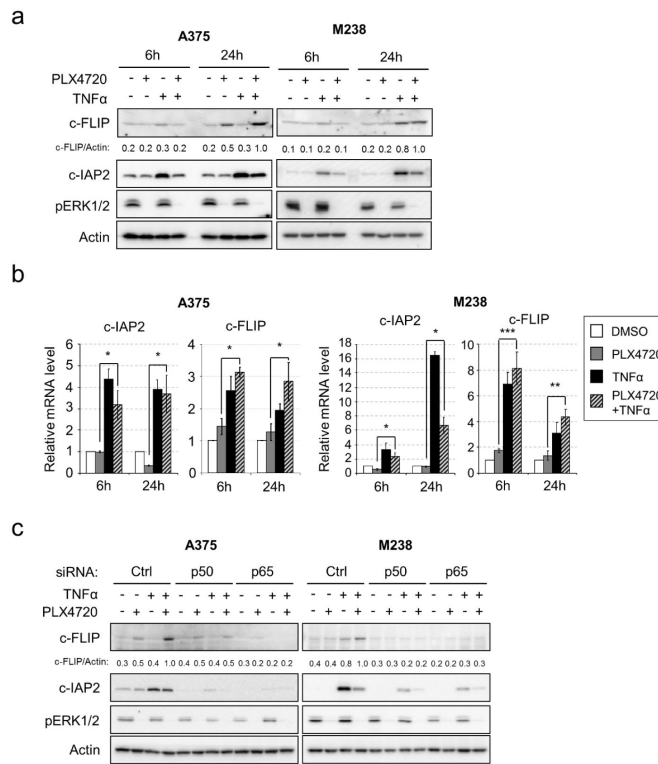 a
A375
M238
6h 24h 6h 24h
PLX4720 - + - + - + - + - + - + - + - +
TNFα - - + + - - + + - - + + - - + +
c-FLIP
c-FLIP/Actin: 0.2 0.2 0.3 0.2 0.2 0.5 0.3 1.0 0.1 0.1 0.2 0.1 0.2 0.2 0.8 1.0
c-IAP2
pERK1/2
Actin
b
A375
M238
c-IAP2 c-FLIP c-IAP2 c-FLIP
Relative mRNA level
6
5
4
3
2
1
0
* *
6h 24h
4
3
2
1
0
* *
6h 24h
Relative mRNA level
18
16
14
12
10
8
6
4
2
0
* *
6h 24h
10
8
6
4
2
0
*** **
6h 24h
DMSO
PLX4720
TNFα
PLX4720
+TNFα
c
A375
M238
siRNA: Ctrl p50 p65 Ctrl p50 p65
TNFα - - + + - - + + - - + + - - + + - - + + - - + +
PLX4720 - + - + - + - + - + - + - + - + - + - + - + - +
c-FLIP
c-FLIP/Actin: 0.3 0.5 0.4 1.0 0.4 0.5 0.4 0.5 0.3 0.2 0.2 0.2 0.4 0.4 0.8 1.0 0.3 0.3 0.2 0.2 0.2 0.2 0.3 0.3
c-IAP2
pERK1/2
Actin